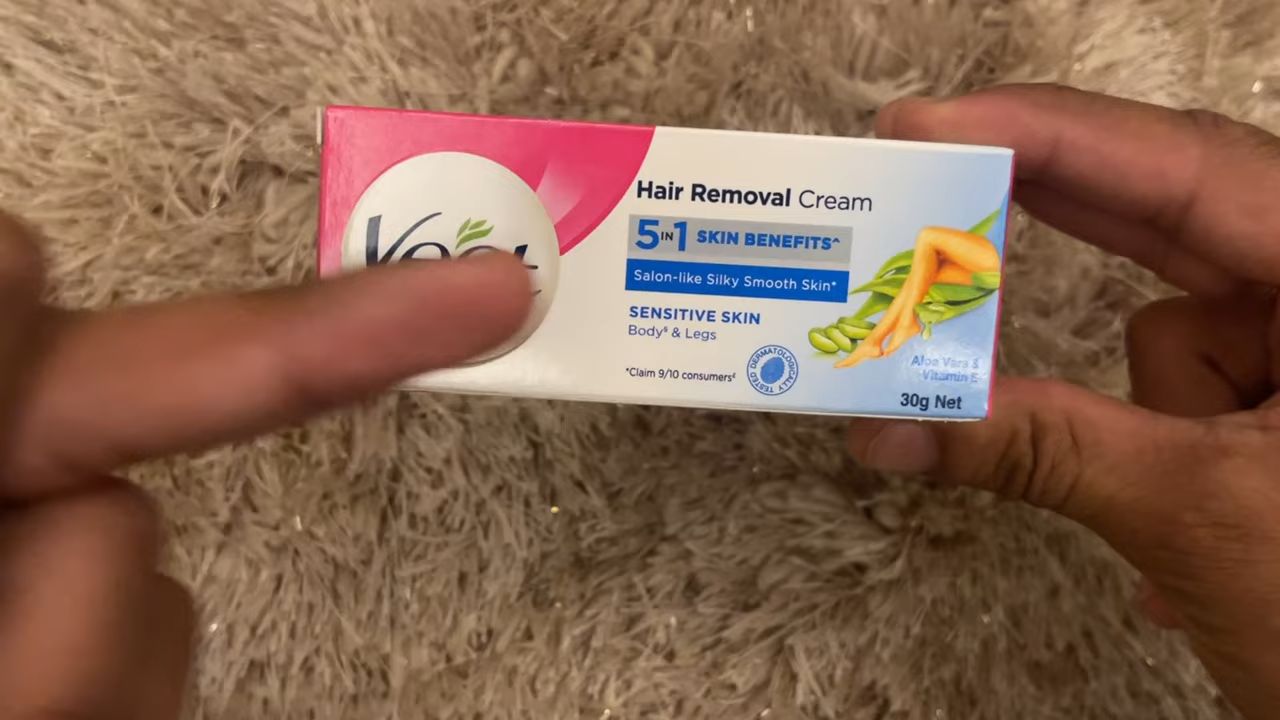 Veet
Hair Removal Cream
5 IN 1 SKIN BENEFITS^
Salon-like Silky Smooth Skin*
SENSITIVE SKIN
Body§ & Legs
*Claim 9/10 consumers£
DERMATOLOGICALLY TESTED
Aloe Vera &
Vitamin E
30g Net